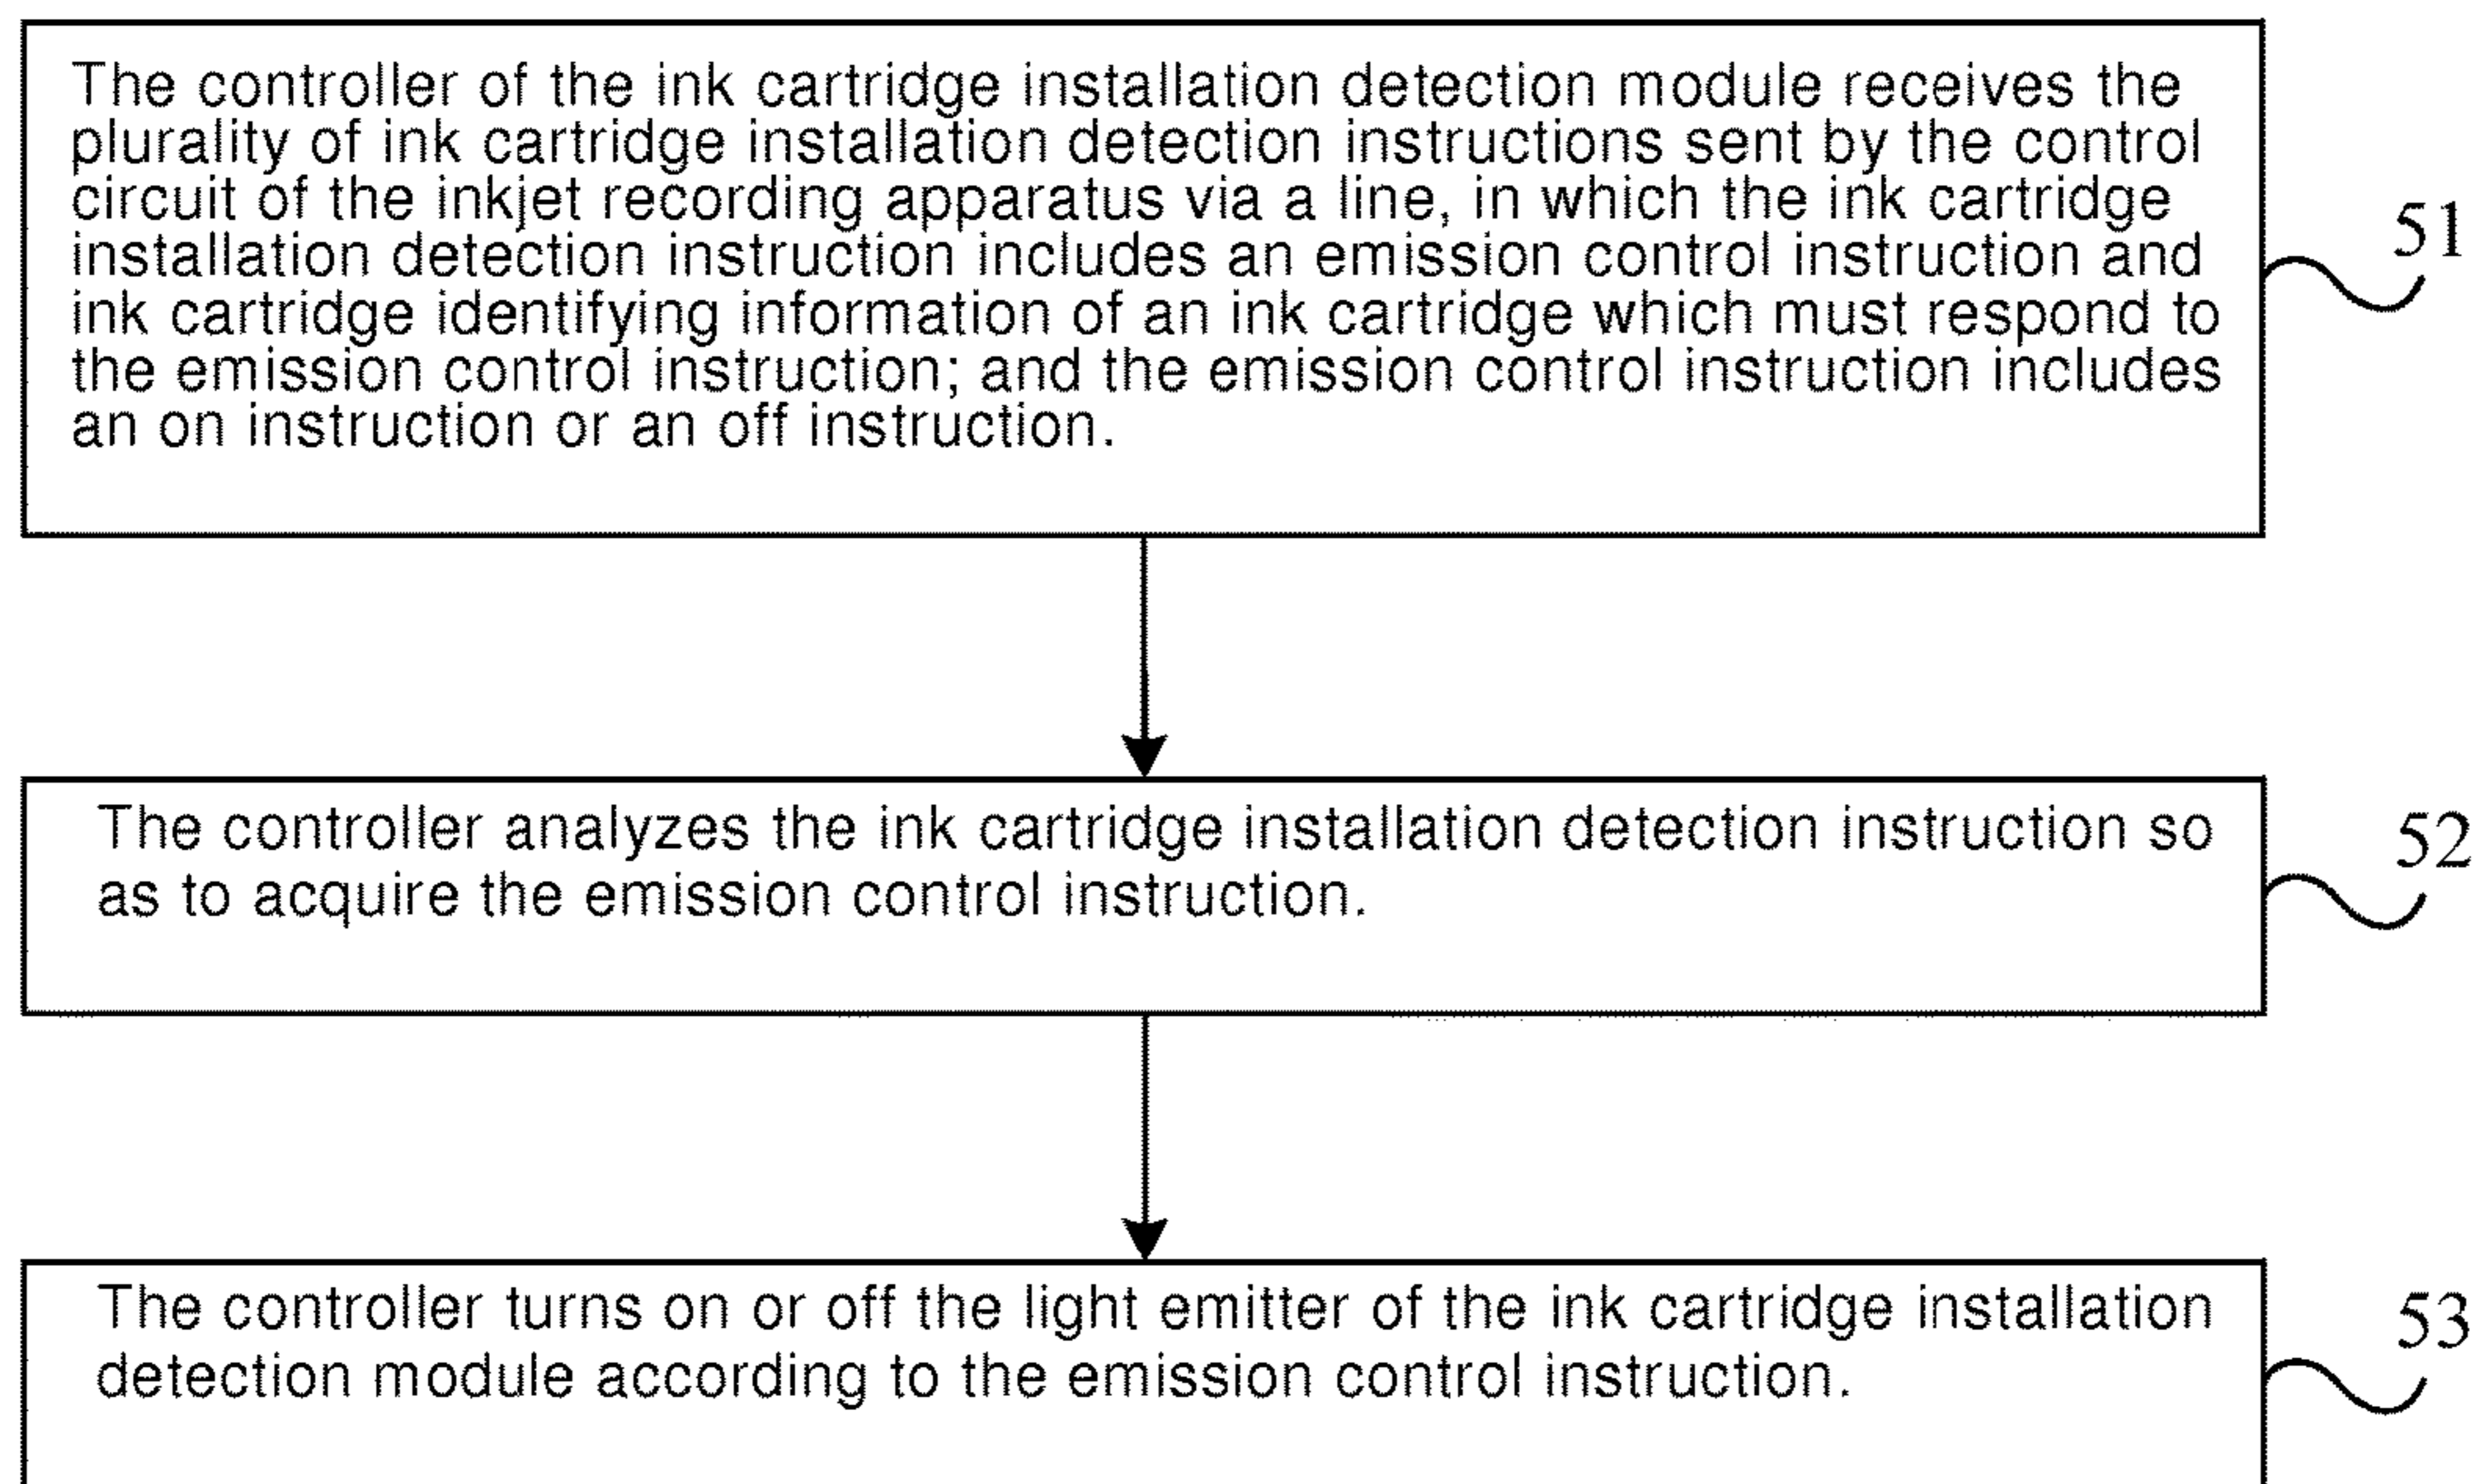 The controller of the ink cartridge installation detection module receives the
plurality of ink cartridge installation detection instructions sent by the control
circuit of the inkjet recording apparatus via a line, in which the ink cartridge
installation detection instruction includes an emission control instruction and
ink cartridge identifying information of an ink cartridge which must respond to
the emission control instruction; and the emission control instruction includes
an on instruction or an off instruction.
51
The controller analyzes the ink cartridge installation detection instruction so
as to acquire the emission control instruction.
52
The controller turns on or off the light emitter of the ink cartridge installation
detection module according to the emission control instruction.
53